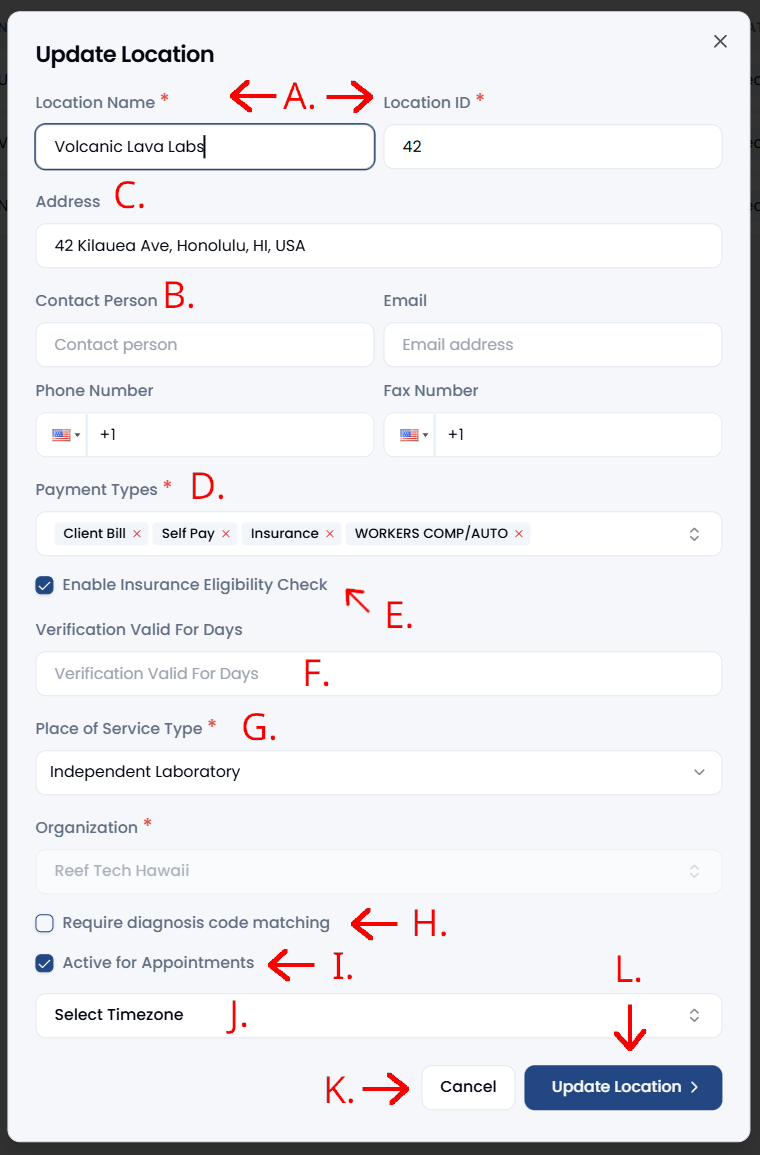 Update Location
Location Name * A. Location ID *
Volcanic Lava Labs 42
Address C.
42 Kilauea Ave, Honolulu, HI, USA
Contact Person B. Email
Contact person Email address
Phone Number Fax Number
+1 +1
Payment Types * D.
Client Bill × Self Pay × Insurance × WORKERS COMP/AUTO ×
Enable Insurance Eligibility Check E.
Verification Valid For Days
Verification Valid For Days F.
Place of Service Type * G.
Independent Laboratory
Organization *
Reef Tech Hawaii
Require diagnosis code matching H.
Active for Appointments I.
L.
Select Timezone J.
K. Cancel Update Location